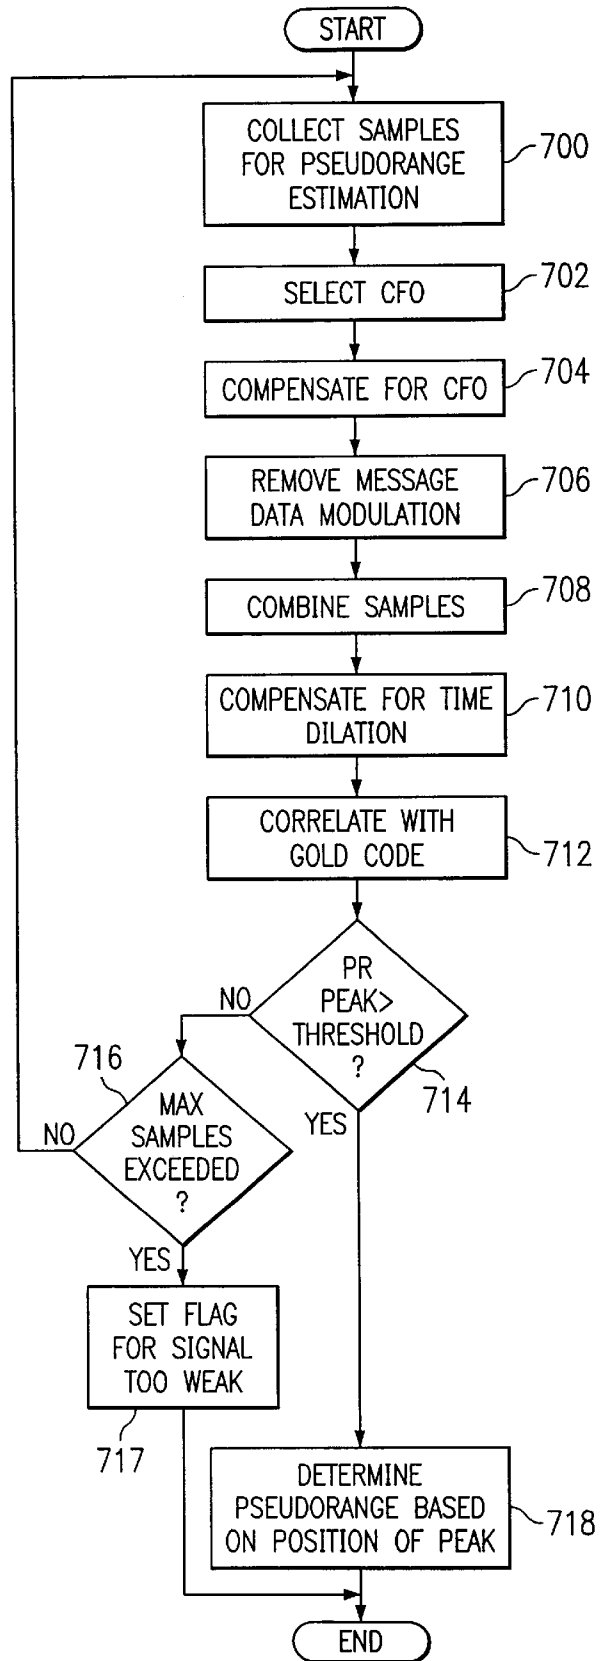 START
COLLECT SAMPLES
FOR PSEUDORANGE
ESTIMATION
700
SELECT CFO
702
COMPENSATE FOR CFO
704
REMOVE MESSAGE
DATA MODULATION
706
COMBINE SAMPLES
708
COMPENSATE FOR TIME
DILATION
710
CORRELATE WITH
GOLD CODE
712
PR
PEAK>
THRESHOLD
?
714
NO
YES
716
MAX
SAMPLES
EXCEEDED
?
NO
YES
SET FLAG
FOR SIGNAL
TOO WEAK
717
DETERMINE
PSEUDORANGE BASED
ON POSITION OF PEAK
718
END